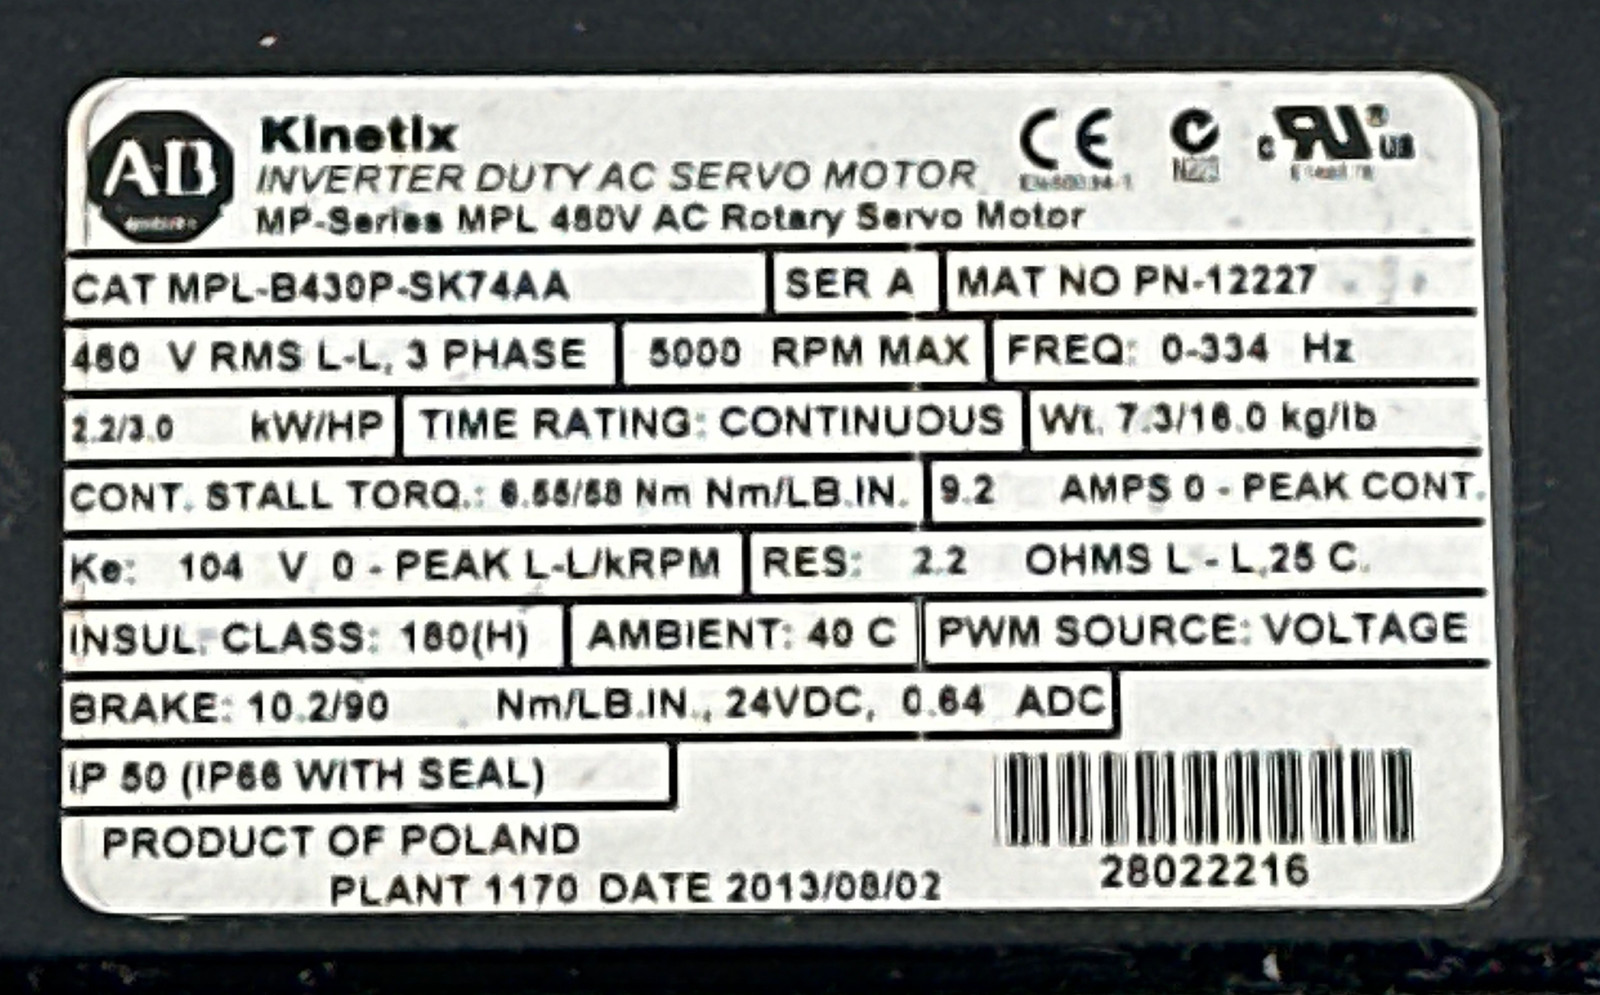 AB
Kinetix
INVERTER DUTY AC SERVO MOTOR
MP-Series MPL 480V AC Rotary Servo Motor
CE
C
N223
c RU ® US
CAT MPL-B430P-SK74AA SER A MAT NO PN-12227
460 V RMS L-L, 3 PHASE 5000 RPM MAX FREQ: 0-334 Hz
2.2/3.0 kW/HP TIME RATING: CONTINUOUS Wt. 7.3/16.0 kg/lb
CONT. STALL TORQ.: 6.55/58 Nm Nm/LB.IN. 9.2 AMPS 0 - PEAK CONT.
Ke: 104 V 0 - PEAK L-L/kRPM RES: 2.2 OHMS L - L,25 C.
INSUL. CLASS: 180(H) AMBIENT: 40 C PWM SOURCE: VOLTAGE
BRAKE: 10.2/90 Nm/LB.IN., 24VDC, 0.64 ADC
IP 50 (IP66 WITH SEAL)
PRODUCT OF POLAND
PLANT 1170 DATE 2013/08/02
28022216